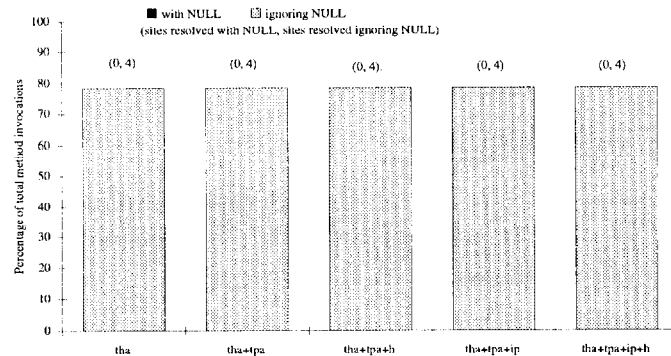 with NULL ignoring NULL
(sites resolved with NULL, sites resolved ignoring NULL)
Percentage of total method invocations
100
90
80
70
60
50
40
30
20
10
0
(0, 4) (0, 4) (0, 4) (0, 4) (0, 4)
tha tha+tpa tha+tpa+h tha+tpa+ip tha+tpa+ip+h